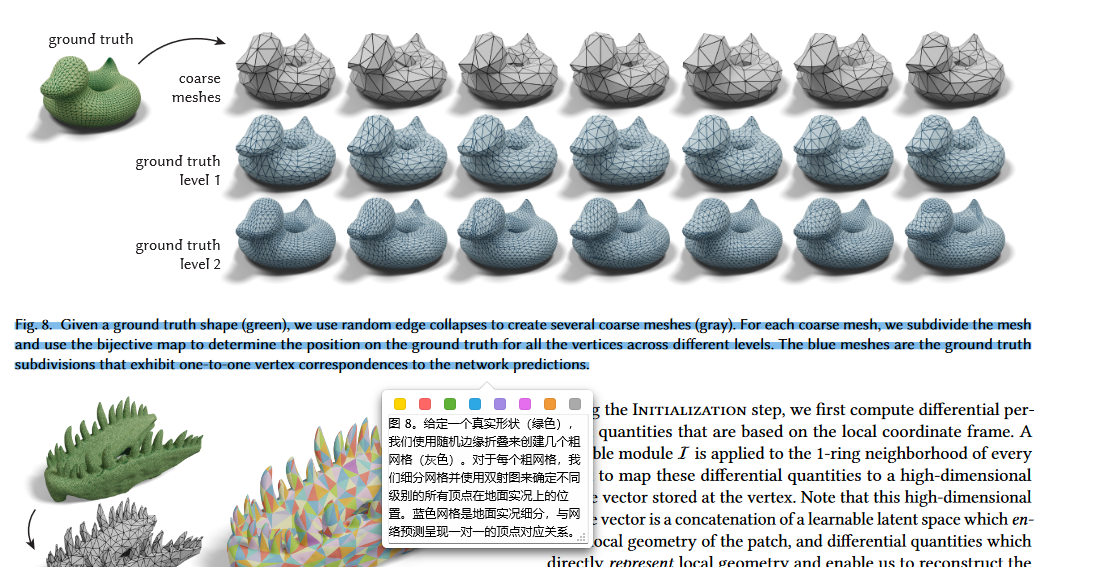 ground truth
coarse
meshes
ground truth
level 1
ground truth
level 2
Fig. 8. Given a ground truth shape (green), we use random edge collapses to create several coarse meshes (gray). For each coarse mesh, we subdivide the mesh
and use the bijective map to determine the position on the ground truth for all the vertices across different levels. The blue meshes are the ground truth
subdivisions that exhibit one-to-one vertex correspondences to the network predictions.
图 8。给定一个真实形状（绿色），
我们使用随机边缘折叠来创建几个粗
网格（灰色）。对于每个粗网格，我
们细分网格并使用双射图来确定不同
级别的所有顶点在地面实况上的位
置。蓝色网格是地面实况细分，与网
络预测呈现一对一的顶点对应关系。
g the INITIALIZATION step, we first compute differential per-
quantities that are based on the local coordinate frame. A
ble module I is applied to the 1-ring neighborhood of every
to map these differential quantities to a high-dimensional
e vector stored at the vertex. Note that this high-dimensional
e vector is a concatenation of a learnable latent space which en-
local geometry of the patch, and differential quantities which
directly represent local geometry and enable us to reconstruct the